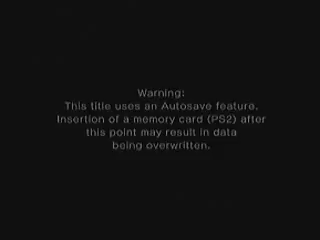 Warning:
This title uses an Autosave feature.
Insertion of a memory card (PS2) after
this point may result in data
being overwritten.